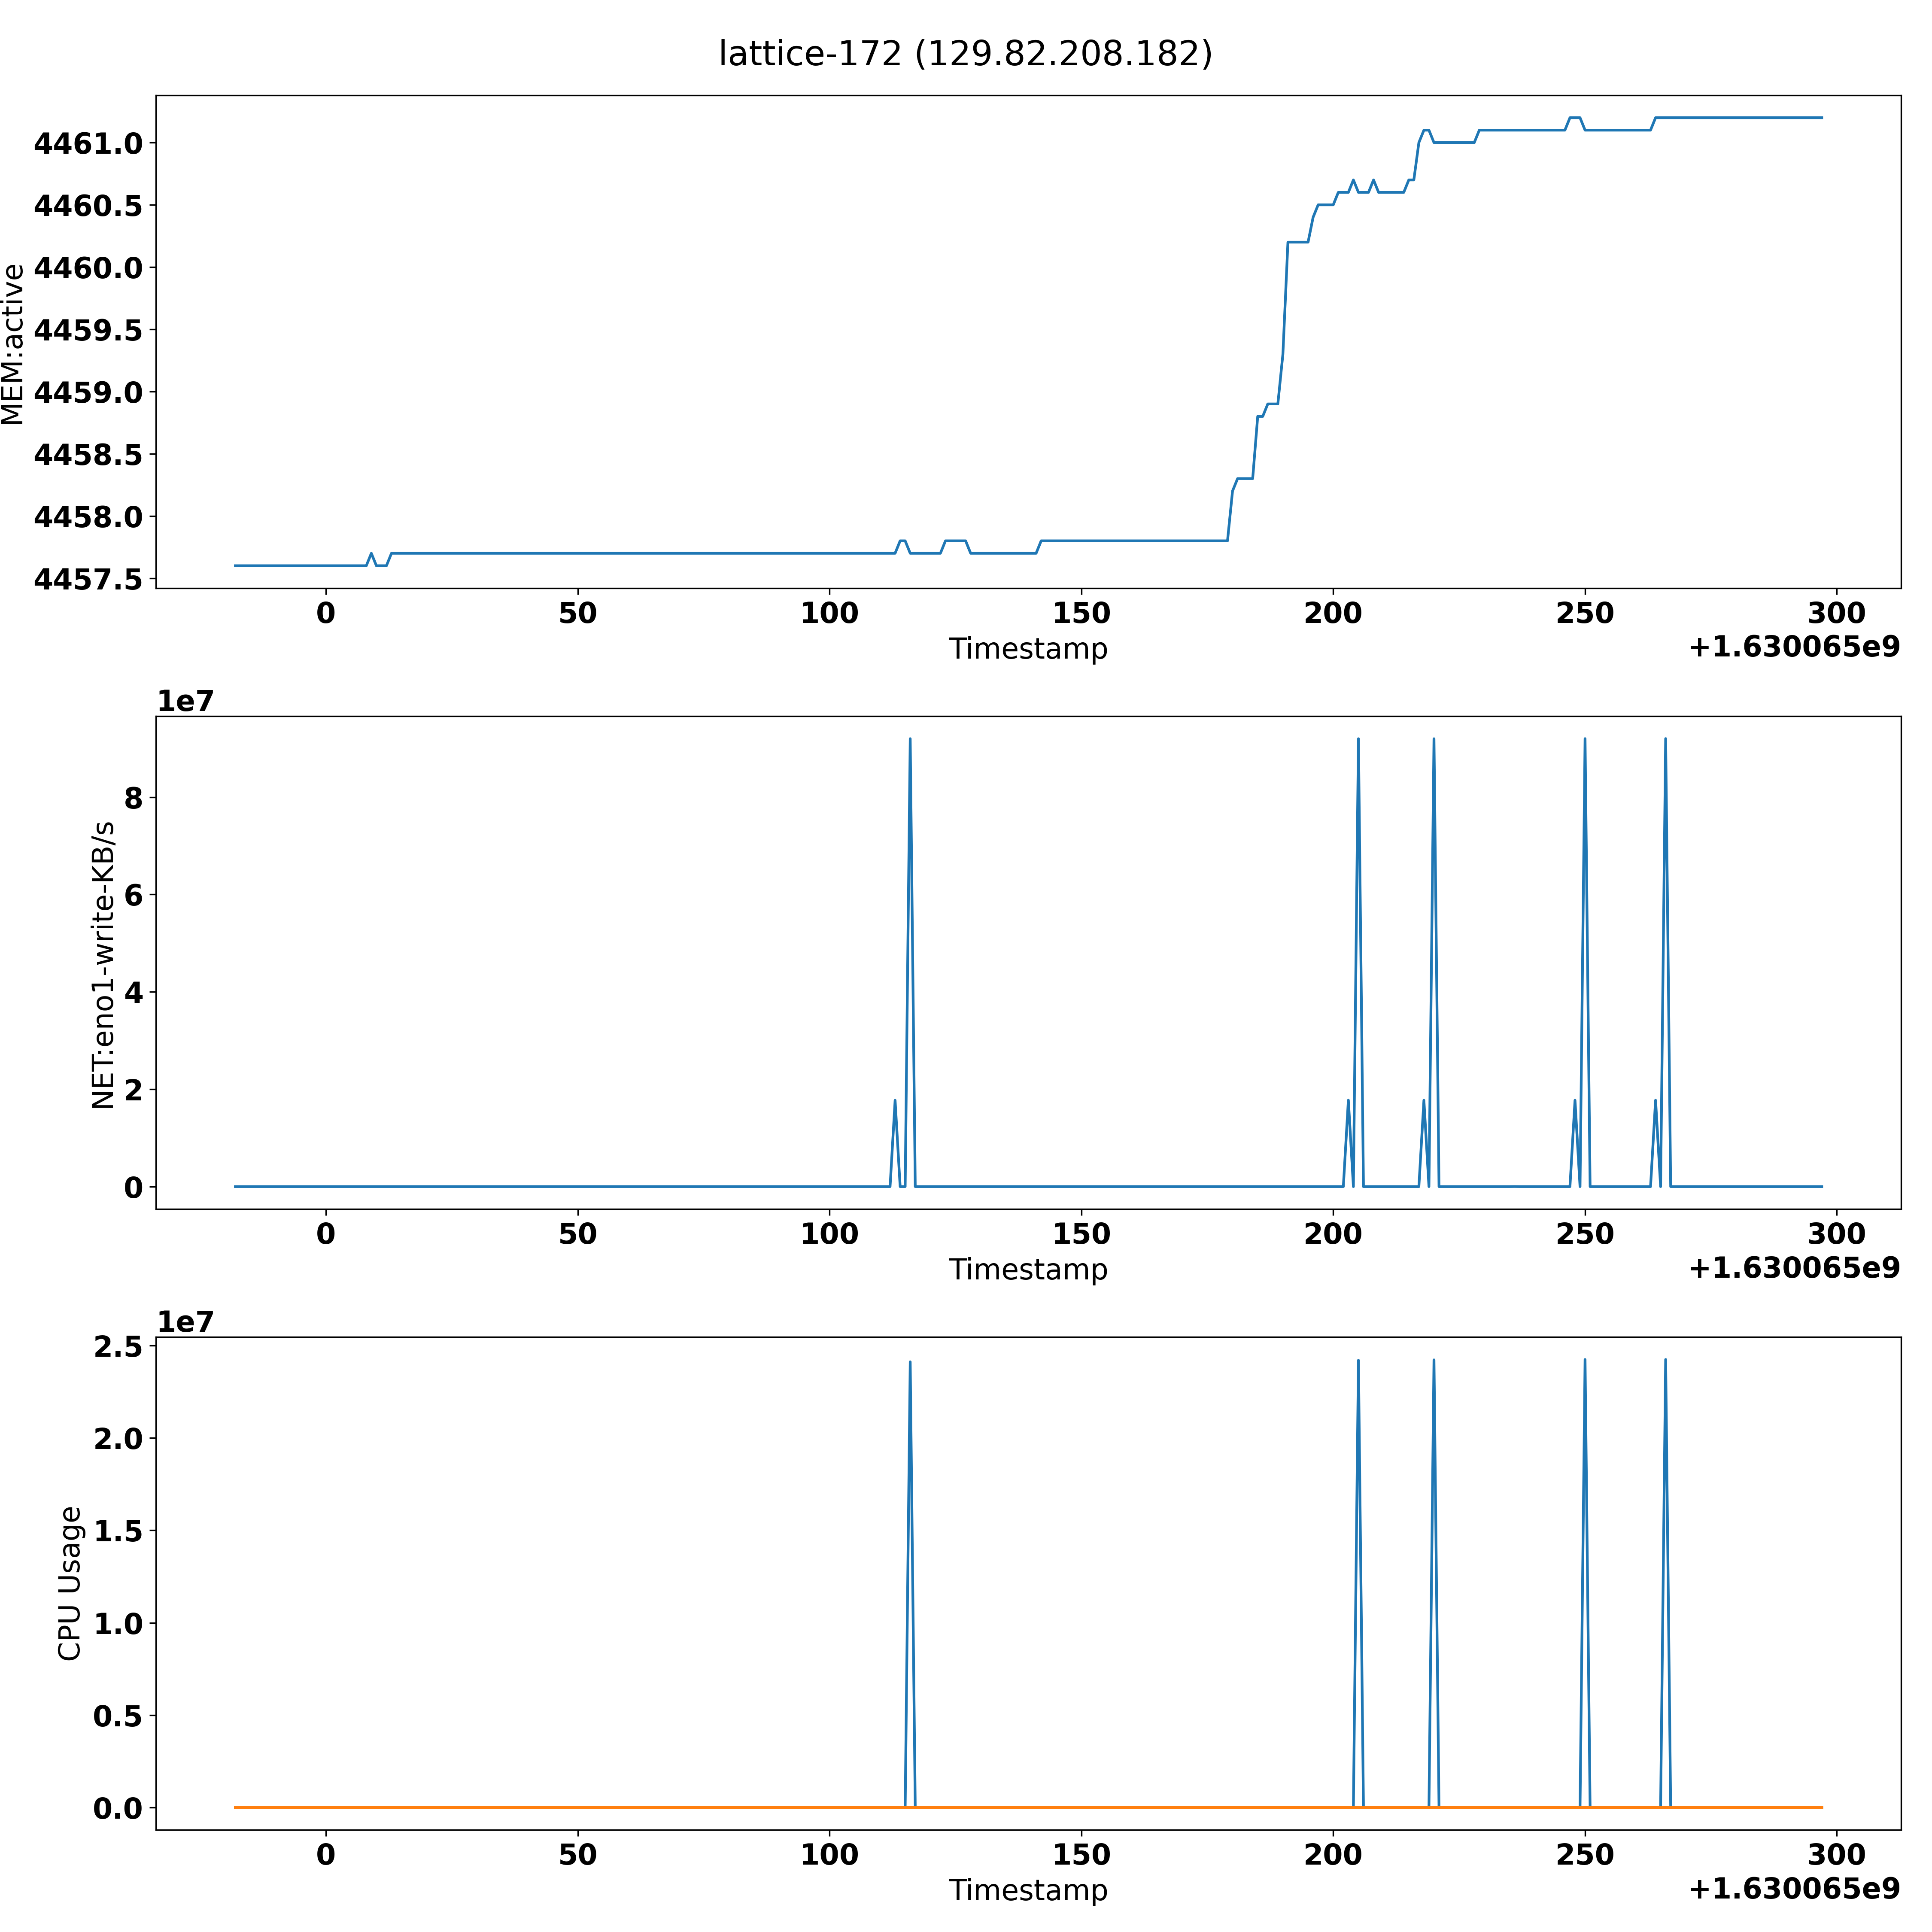 lattice-172 (129.82.208.182)
4461.0
4460.5
4460.0
4459.5
4459.0
4458.5
4458.0
4457.5
MEM:active
0 50 100 150 200 250 300
Timestamp
+1.630065e9
1e7
8
6
4
2
0
NET:eno1-write-KB/s
0 50 100 150 200 250 300
Timestamp
+1.630065e9
1e7
2.5
2.0
1.5
1.0
0.5
0.0
CPU Usage
0 50 100 150 200 250 300
Timestamp
+1.630065e9